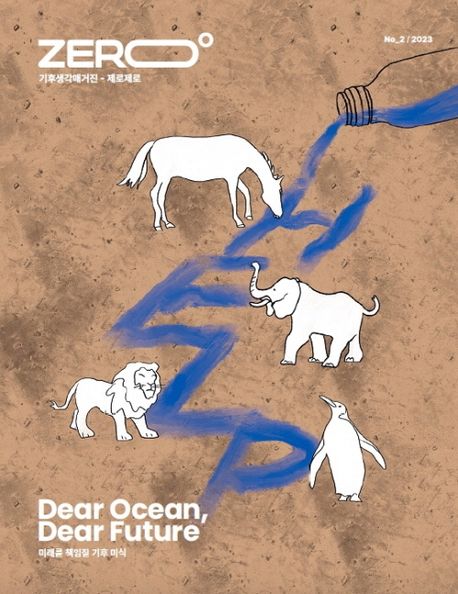 ZERO°
No_2 / 2023
기후생각매거진 - 제로제로
HELP
Dear Ocean,
Dear Future
미래를 책임질 기후 미식